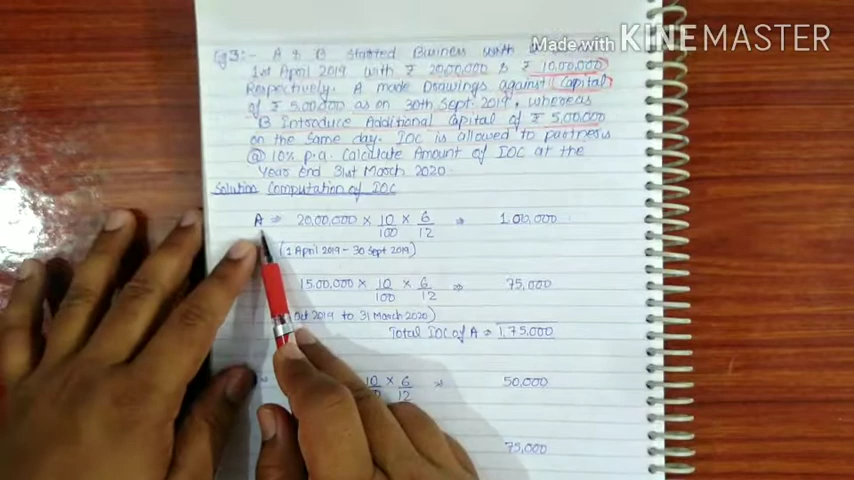 Made with KINEMASTER
Eg 3:- A & B Started Business with
1st April 2019 with ₹ 20,00,000 & ₹ 10,00,000
Respectively. A made Drawings against Capital
of ₹ 5,00,000 as on 30th Sept. 2019, whereas
B Introduce Additional Capital of ₹ 5,00,000
on the Same day. IOC is allowed to partners
@ 10% p.a. Calculate Amount of IOC at the
Year End 31st March 2020.
Solution Computation of IOC
A ⇒ 20,00,000 × 10/100 × 6/12 ⇒ 1,00,000
(1 April 2019 - 30 Sept 2019)
15,00,000 × 10/100 × 6/12 ⇒ 75,000
Oct 2019 to 31 March 2020)
Total IOC of A ⇒ 1,75,000
10 × 6/12 ⇒ 50,000
75,000